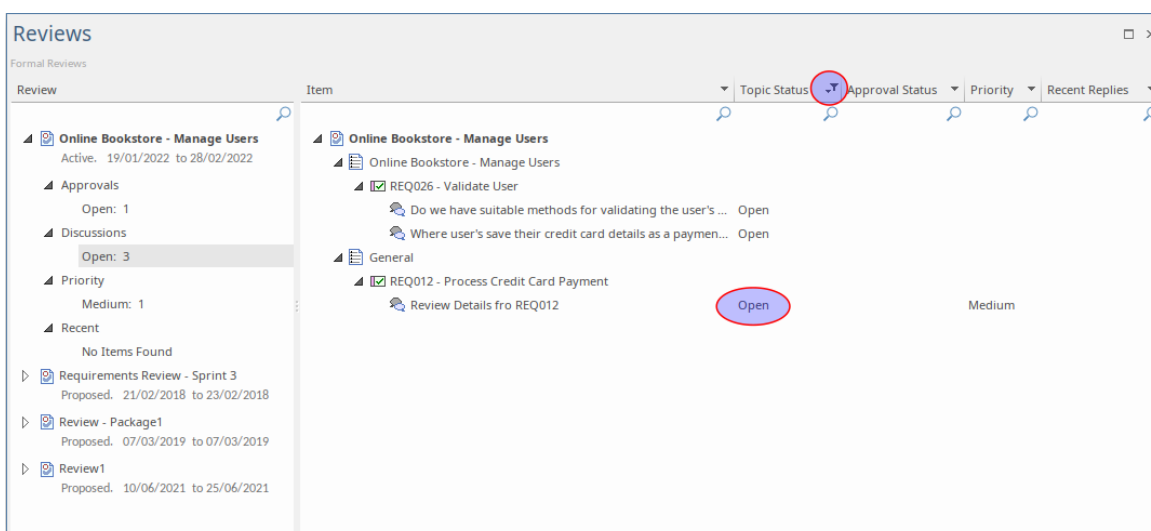 Reviews
Formal Reviews
Review
Online Bookstore - Manage Users
Active. 19/01/2022 to 28/02/2022
Approvals
Open: 1
Discussions
Open: 3
Priority
Medium: 1
Recent
No Items Found
Requirements Review - Sprint 3
Proposed. 21/02/2018 to 23/02/2018
Review - Package1
Proposed. 07/03/2019 to 07/03/2019
Review1
Proposed. 10/06/2021 to 25/06/2021
Item Topic Status Approval Status Priority Recent Replies
Online Bookstore - Manage Users
Online Bookstore - Manage Users
REQ026 - Validate User
Do we have suitable methods for validating the user's ... Open
Where user's save their credit card details as a paymen... Open
General
REQ012 - Process Credit Card Payment
Review Details fro REQ012 Open Medium